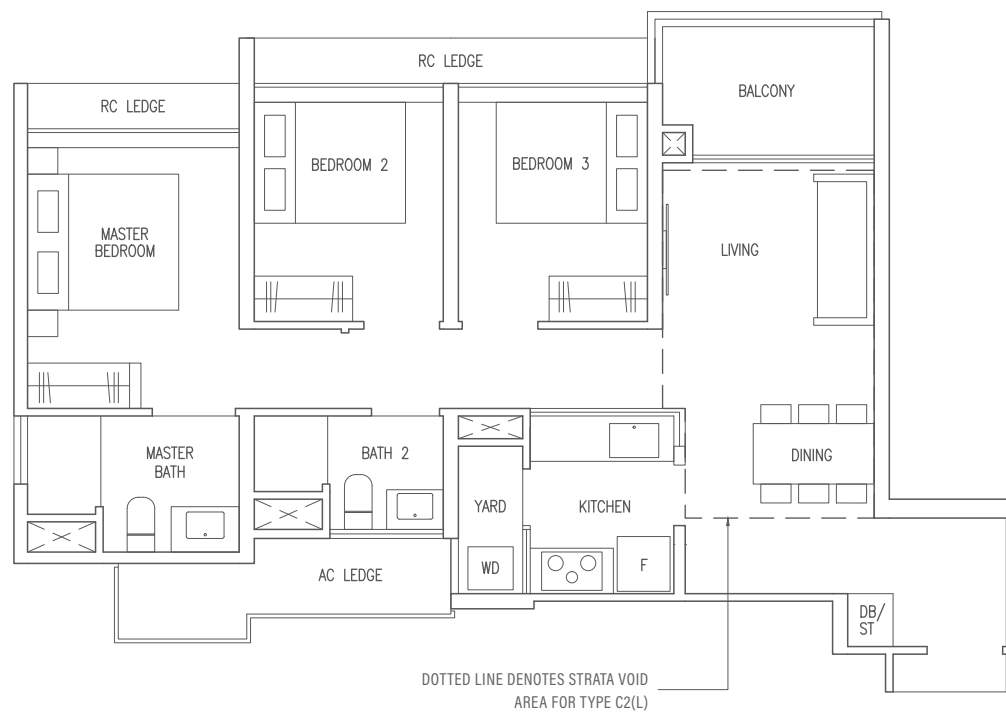 RC LEDGE
RC LEDGE
BALCONY
BEDROOM 2
BEDROOM 3
MASTER
BEDROOM
LIVING
MASTER
BATH
BATH 2
DINING
YARD
KITCHEN
WD
F
AC LEDGE
DB/
ST
DOTTED LINE DENOTES STRATA VOID
AREA FOR TYPE C2(L)